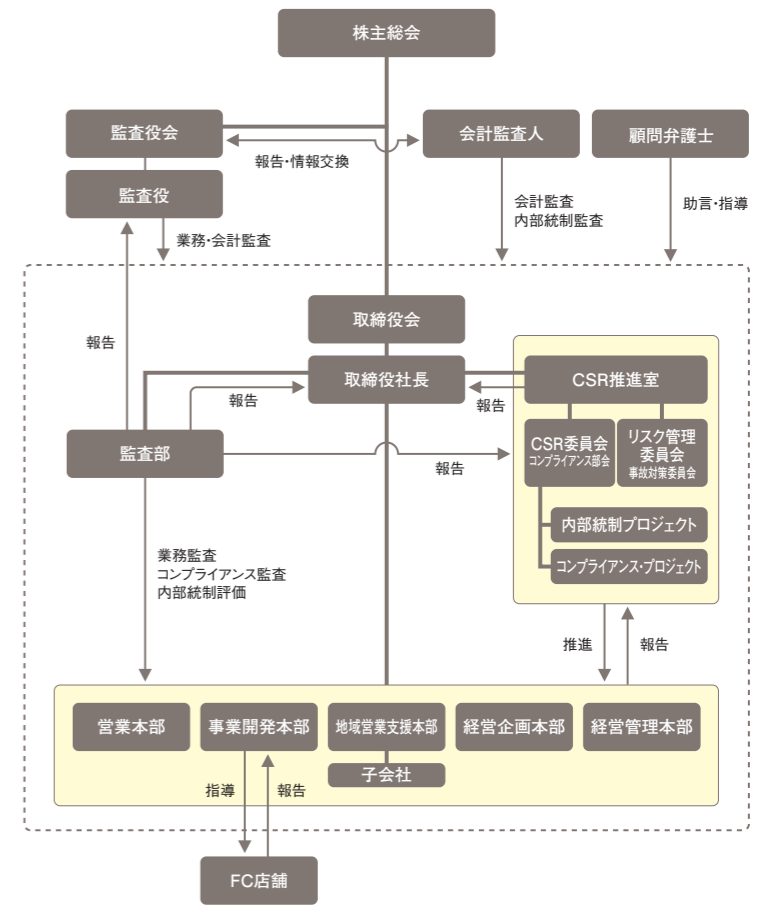 株主総会
監査役会
会計監査人
顧問弁護士
報告・情報交換
監査役
会計監査
内部統制監査
助言・指導
業務・会計監査
取締役会
報告
取締役社長
CSR推進室
報告
報告
監査部
報告
CSR委員会
コンプライアンス部会
リスク管理
委員会
事故対策委員会
内部統制プロジェクト
コンプライアンス・プロジェクト
業務監査
コンプライアンス監査
内部統制評価
推進
報告
営業本部
事業開発本部
地域営業支援本部
経営企画本部
経営管理本部
子会社
指導
報告
FC店舗